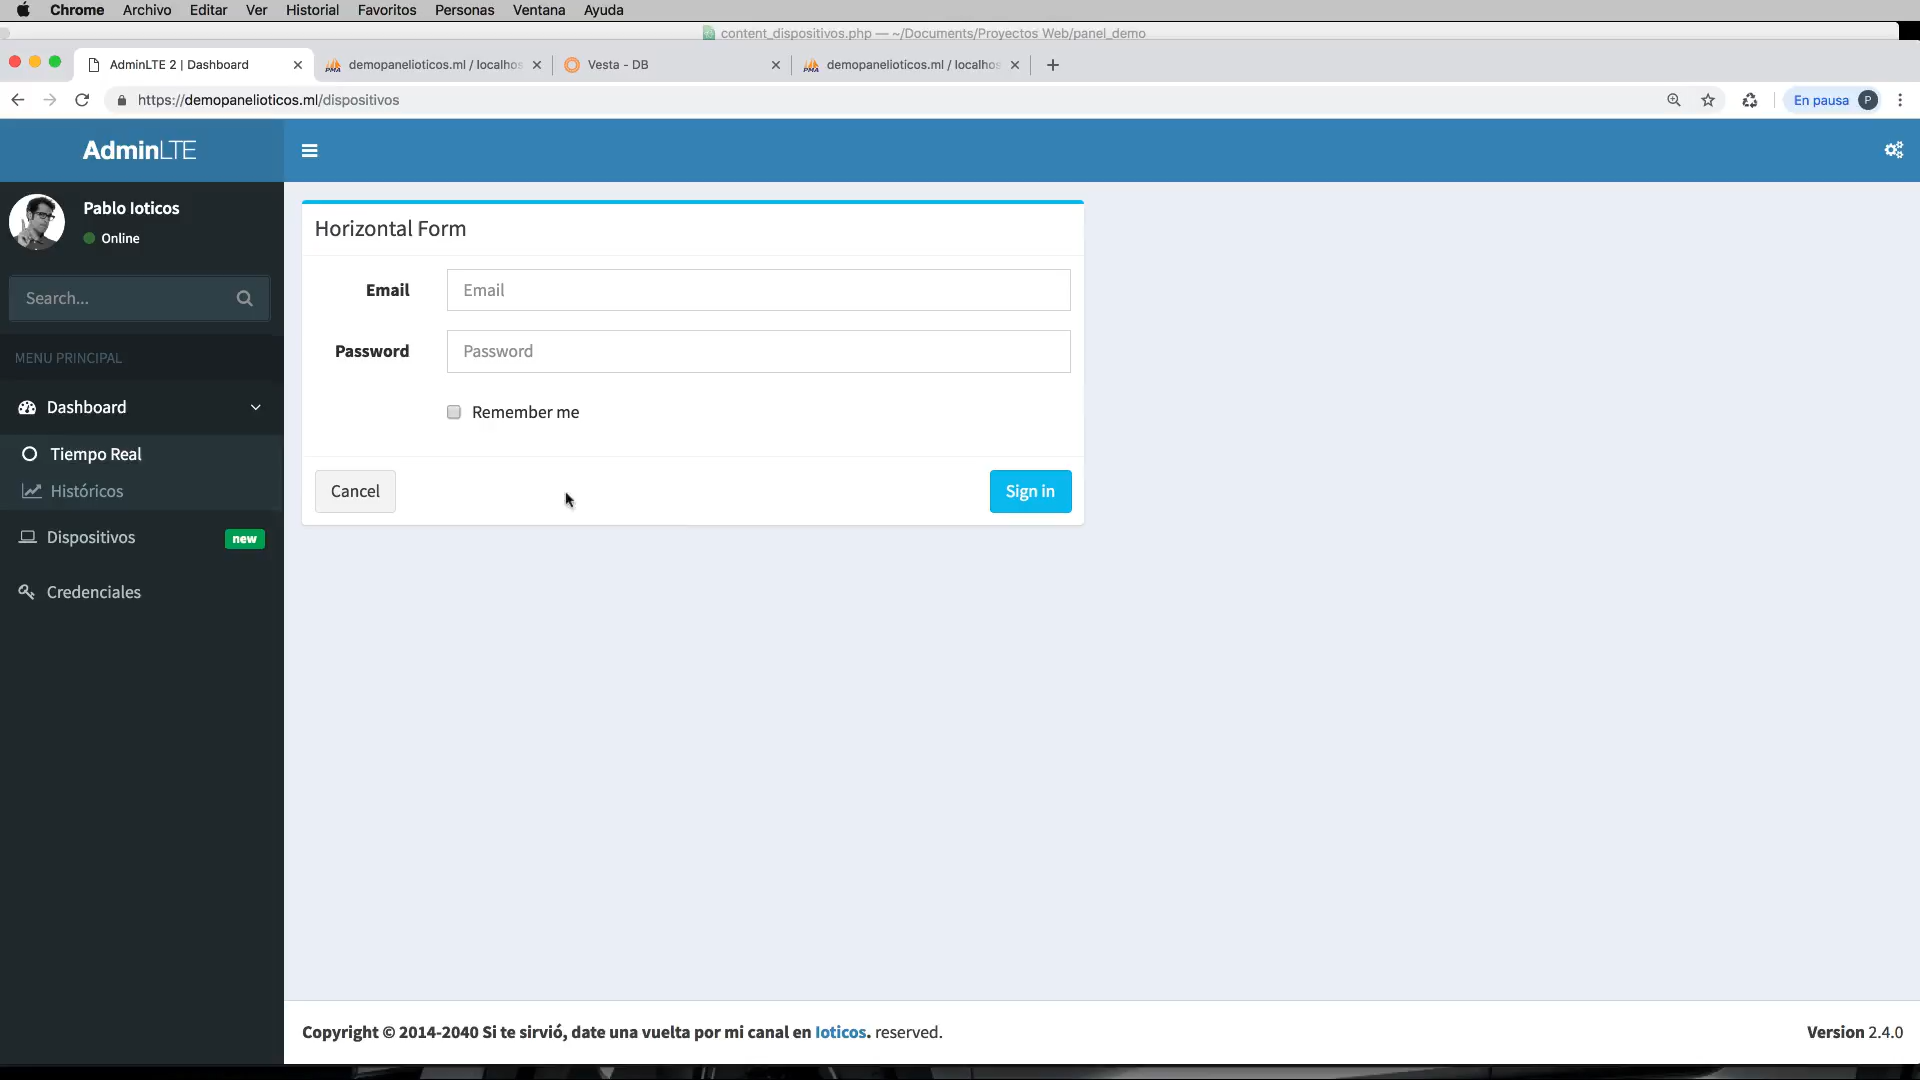 Chrome Archivo Editar Ver Historial Favoritos Personas Ventana Ayuda
content_dispositivos.php — ~/Documents/Proyectos Web/panel_demo
AdminLTE 2 | Dashboard
demopanelioticos.ml / localhos
Vesta - DB
demopanelioticos.ml / localhos
https://demopanelioticos.ml/dispositivos
En pausa P
AdminLTE
Pablo Ioticos
Online
Search...
MENU PRINCIPAL
Dashboard
Tiempo Real
Históricos
Dispositivos new
Credenciales
Horizontal Form
Email Email
Password Password
Remember me
Cancel Sign in
Copyright © 2014-2040 Si te sirvió, date una vuelta por mi canal en Ioticos. reserved.
Version 2.4.0